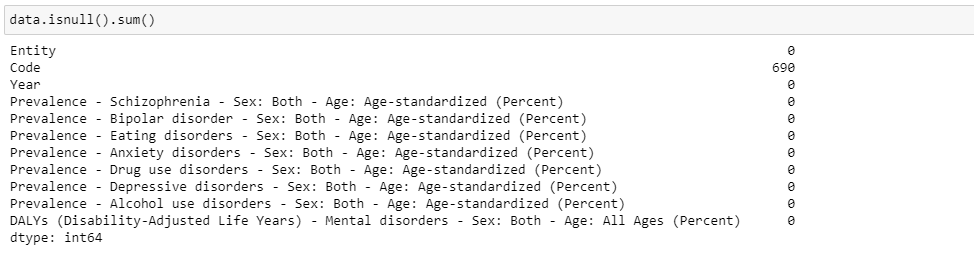 data.isnull().sum()
Entity 0
Code 690
Year 0
Prevalence - Schizophrenia - Sex: Both - Age: Age-standardized (Percent) 0
Prevalence - Bipolar disorder - Sex: Both - Age: Age-standardized (Percent) 0
Prevalence - Eating disorders - Sex: Both - Age: Age-standardized (Percent) 0
Prevalence - Anxiety disorders - Sex: Both - Age: Age-standardized (Percent) 0
Prevalence - Drug use disorders - Sex: Both - Age: Age-standardized (Percent) 0
Prevalence - Depressive disorders - Sex: Both - Age: Age-standardized (Percent) 0
Prevalence - Alcohol use disorders - Sex: Both - Age: Age-standardized (Percent) 0
DALYs (Disability-Adjusted Life Years) - Mental disorders - Sex: Both - Age: All Ages (Percent) 0
dtype: int64